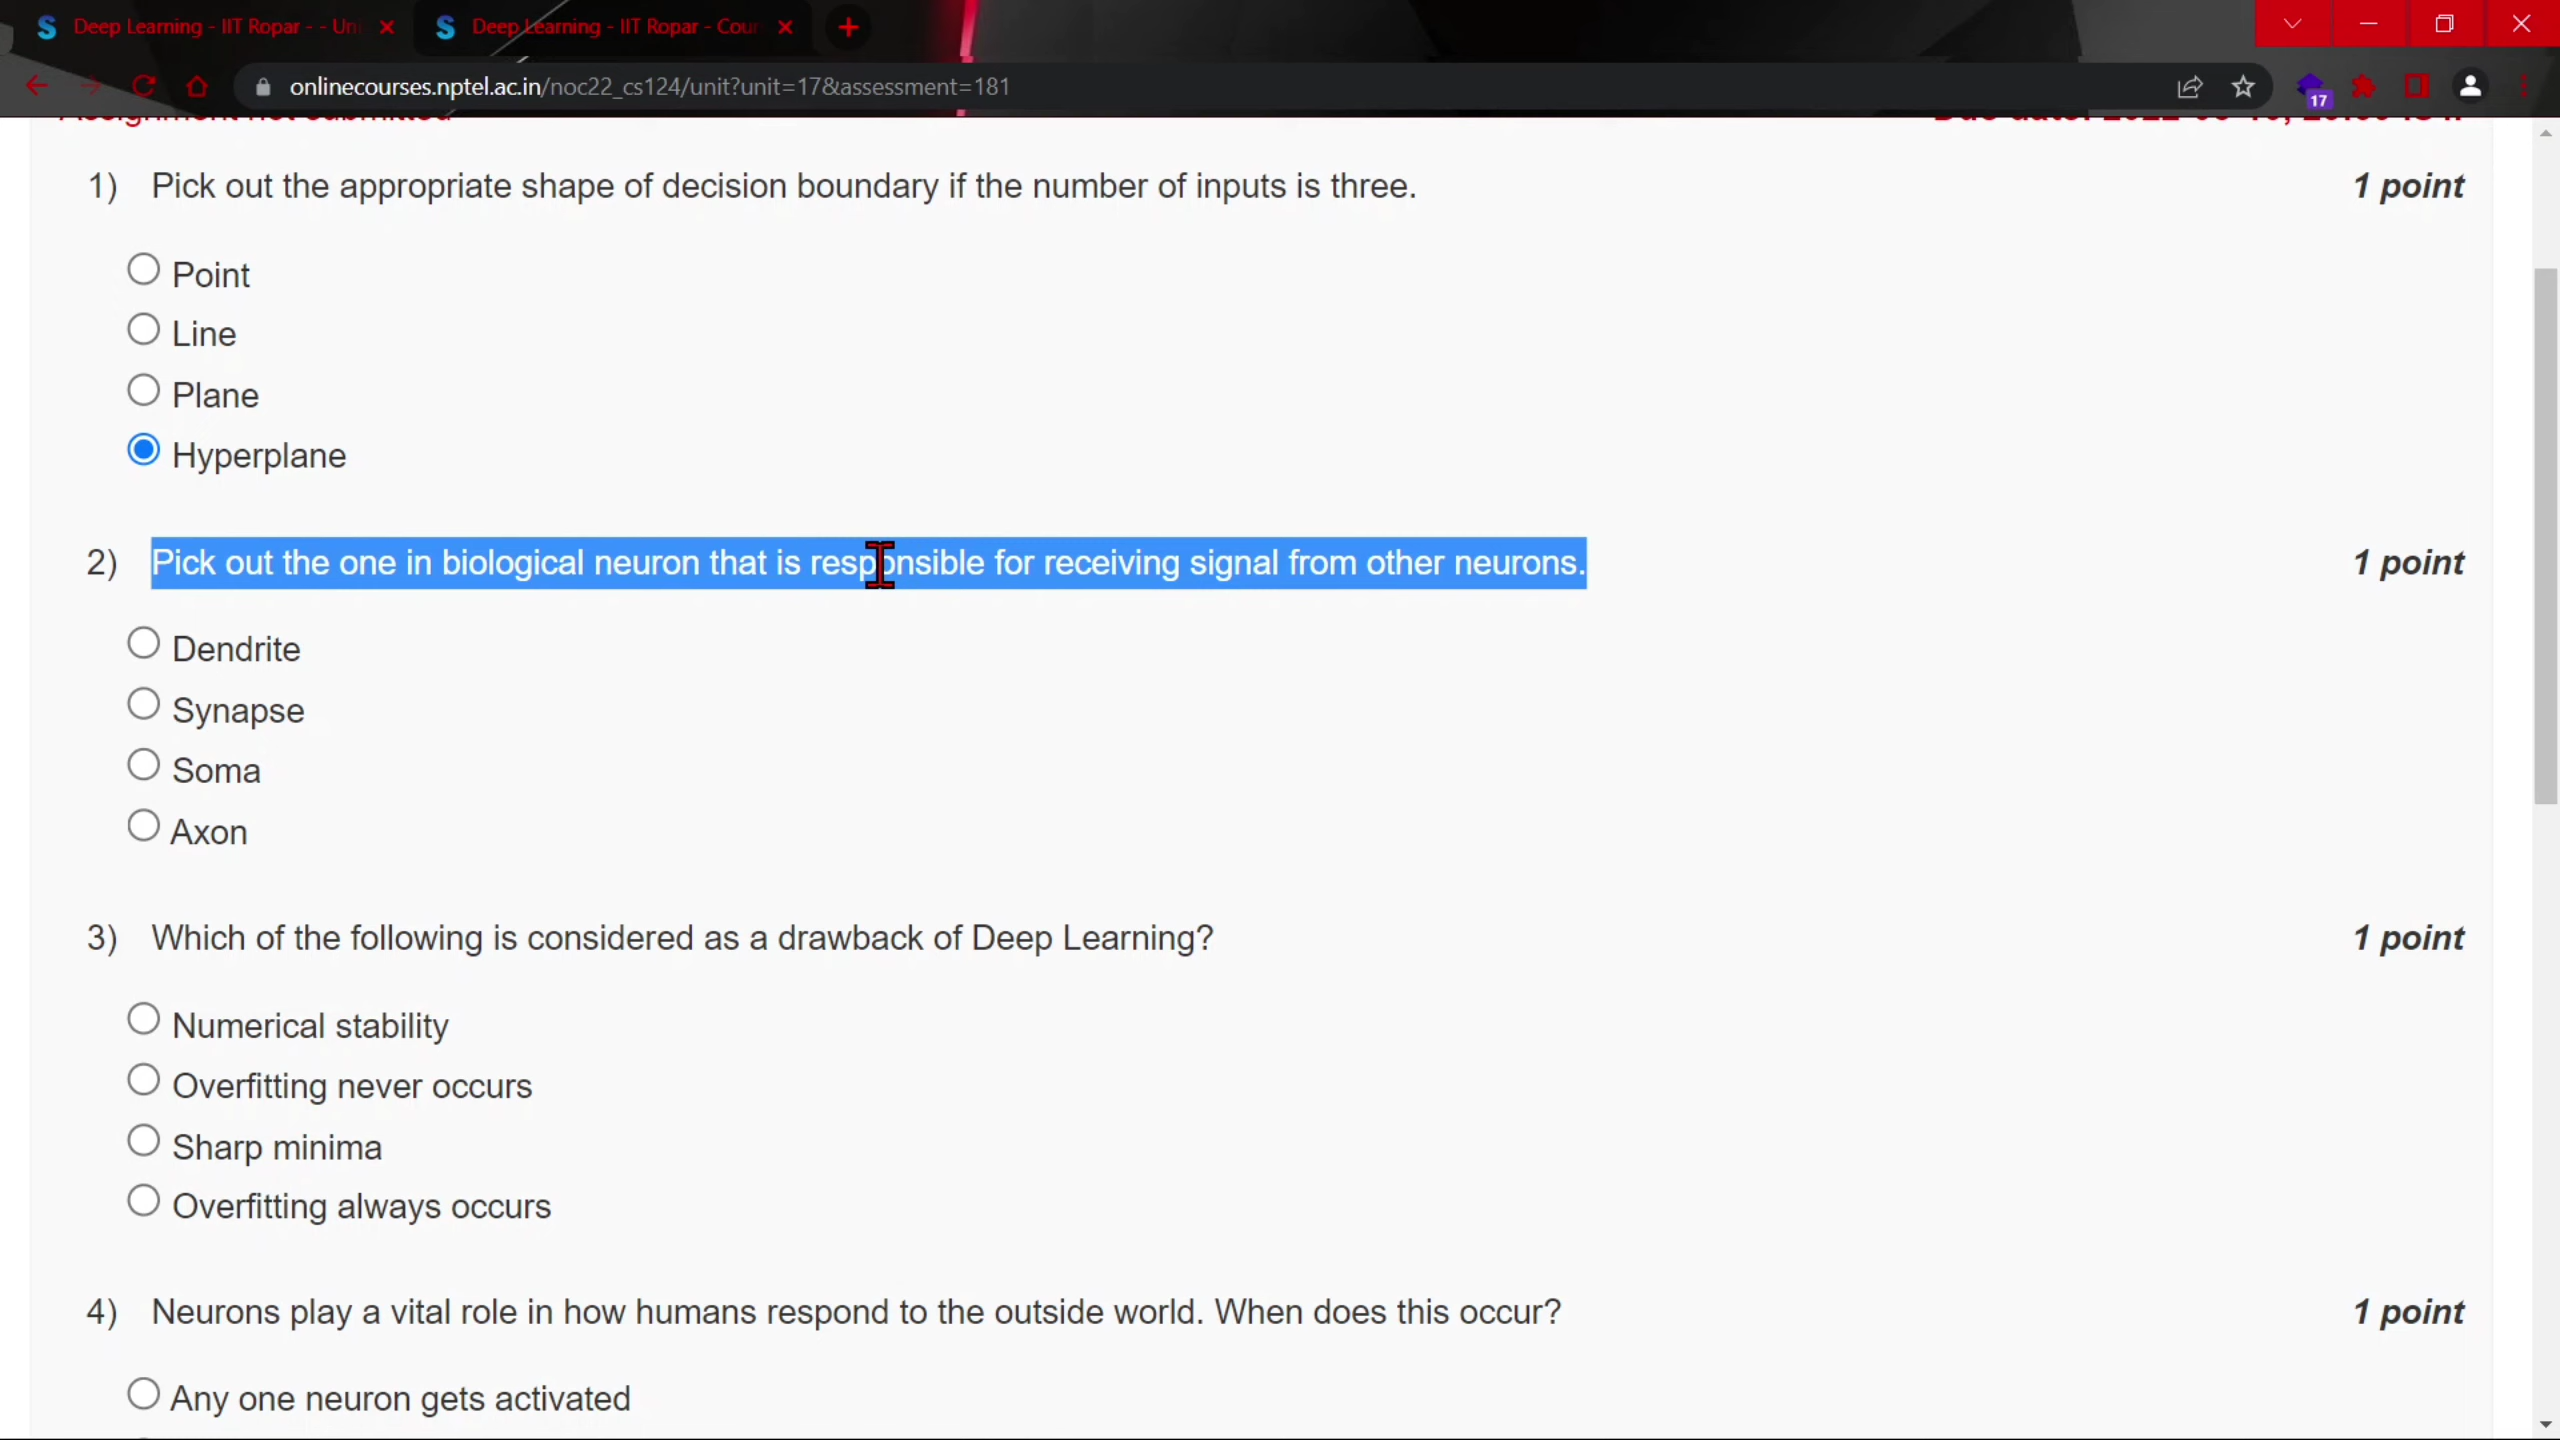 Deep Learning - IIT Ropar - - Un
Deep Learning - IIT Ropar - Cour
onlinecourses.nptel.ac.in/noc22_cs124/unit?unit=17&assessment=181
17
Assignment not submitted
1) Pick out the appropriate shape of decision boundary if the number of inputs is three. 1 point
Point
Line
Plane
Hyperplane
2) Pick out the one in biological neuron that is responsible for receiving signal from other neurons. 1 point
Dendrite
Synapse
Soma
Axon
3) Which of the following is considered as a drawback of Deep Learning? 1 point
Numerical stability
Overfitting never occurs
Sharp minima
Overfitting always occurs
4) Neurons play a vital role in how humans respond to the outside world. When does this occur? 1 point
Any one neuron gets activated